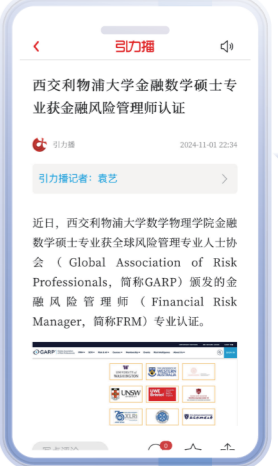 引力播
西交利物浦大学金融数学硕士专
业获金融风险管理师认证
引力播
2024-11-01 22:34
引力播记者：袁艺
近日，西交利物浦大学数学物理学院金融
数学硕士专业获全球风险管理专业人士协
会（Global Association of Risk
Professionals，简称GARP）颁发的金
融风险管理师（Financial Risk
Manager，简称FRM）专业认证。
GARP
UNSW
UWE
Bristol
0